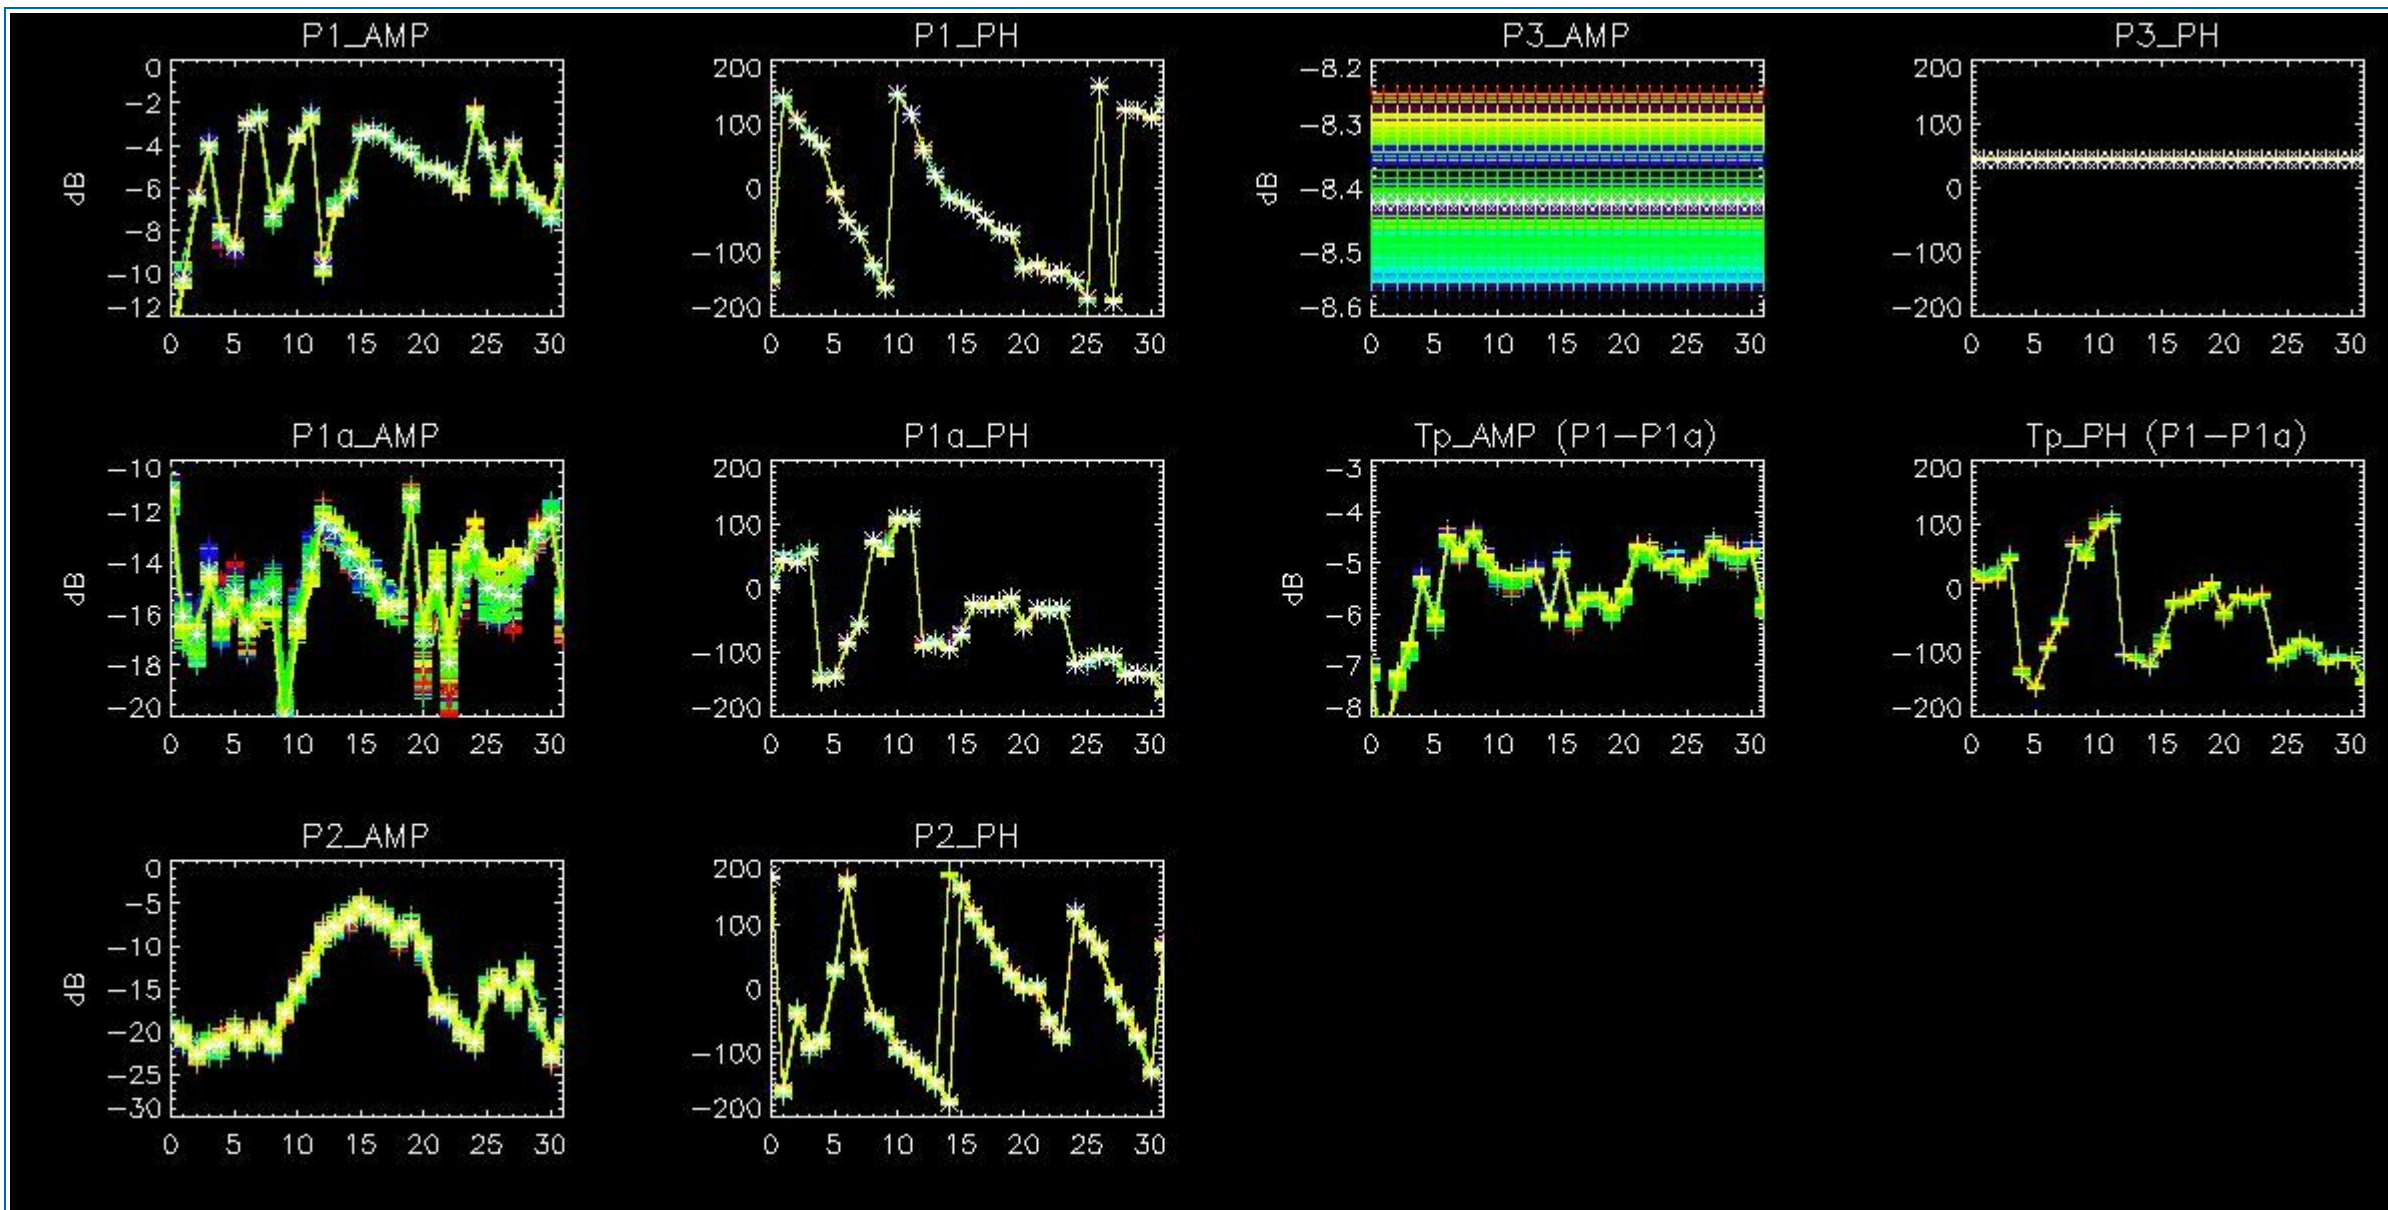 P1_AMP
0
−2
−4
−6
−8
−10
−12
dB
0 5 10 15 20 25 30
P1_PH
200
100
0
−100
−200
0 5 10 15 20 25 30
P3_AMP
−8.2
−8.3
−8.4
−8.5
−8.6
dB
0 5 10 15 20 25 30
P3_PH
200
100
0
−100
−200
0 5 10 15 20 25 30
P1a_AMP
−10
−12
−14
−16
−18
−20
dB
0 5 10 15 20 25 30
P1a_PH
200
100
0
−100
−200
0 5 10 15 20 25 30
Tp_AMP (P1−P1a)
−3
−4
−5
−6
−7
−8
dB
0 5 10 15 20 25 30
Tp_PH (P1−P1a)
200
100
0
−100
−200
0 5 10 15 20 25 30
P2_AMP
0
−5
−10
−15
−20
−25
−30
dB
0 5 10 15 20 25 30
P2_PH
200
100
0
−100
−200
0 5 10 15 20 25 30